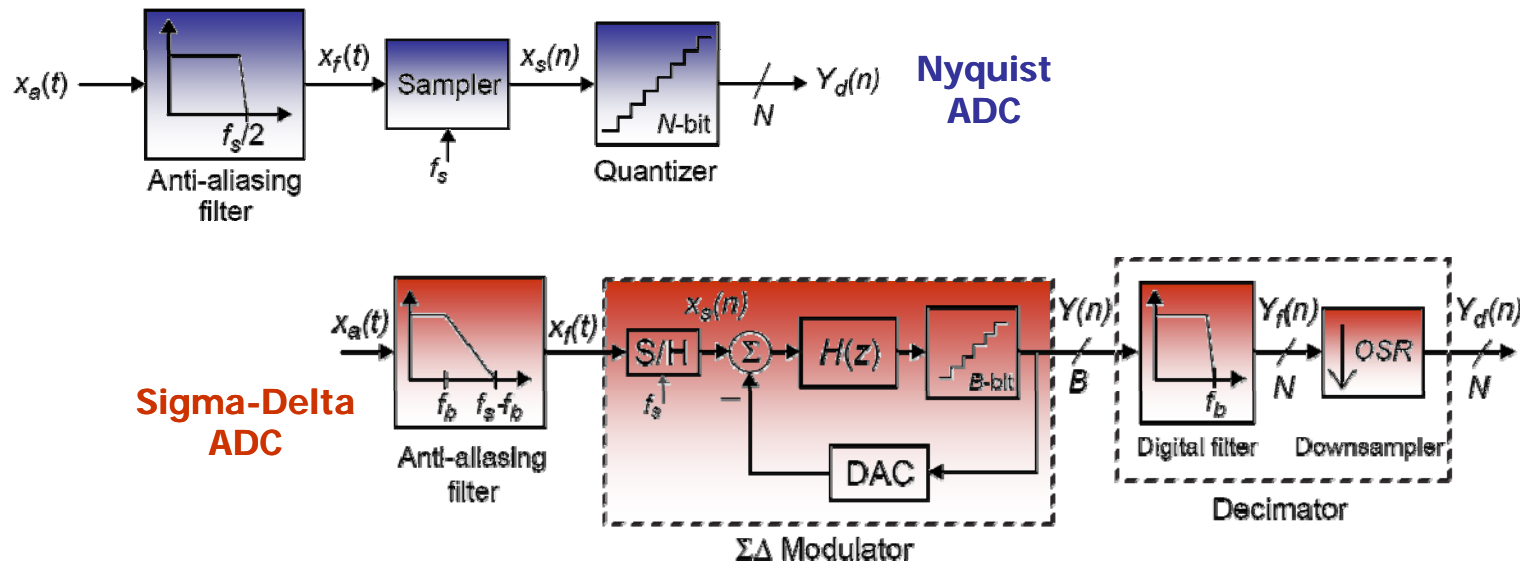 x_a(t)
f_s/2
Anti-aliasing
filter
x_f(t)
Sampler
f_s
x_s(n)
N-bit
Quantizer
N
Y_d(n)
Nyquist
ADC
Sigma-Delta
ADC
x_a(t)
f_b
f_s-f_b
Anti-aliasing
filter
x_f(t)
S/H
f_s
x_s(n)
Σ
−
H(z)
B-bit
DAC
ΣΔ Modulator
Y(n)
B
f_b
Digital filter
Y_f(n)
N
OSR
Downsampler
Y_d(n)
N
Decimator